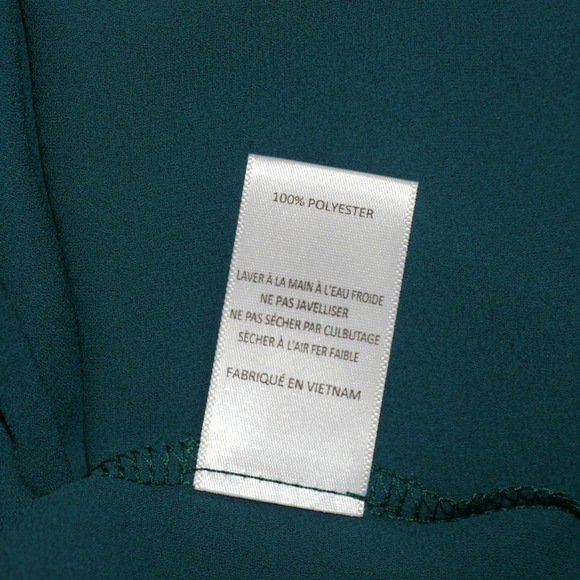 100% POLYESTER
LAVER À LA MAIN À L'EAU FROIDE
NE PAS JAVELLISER
NE PAS SÉCHER PAR CULBUTAGE
SÈCHER À L'AIR FER FAIBLE
FABRIQUÉ EN VIETNAM